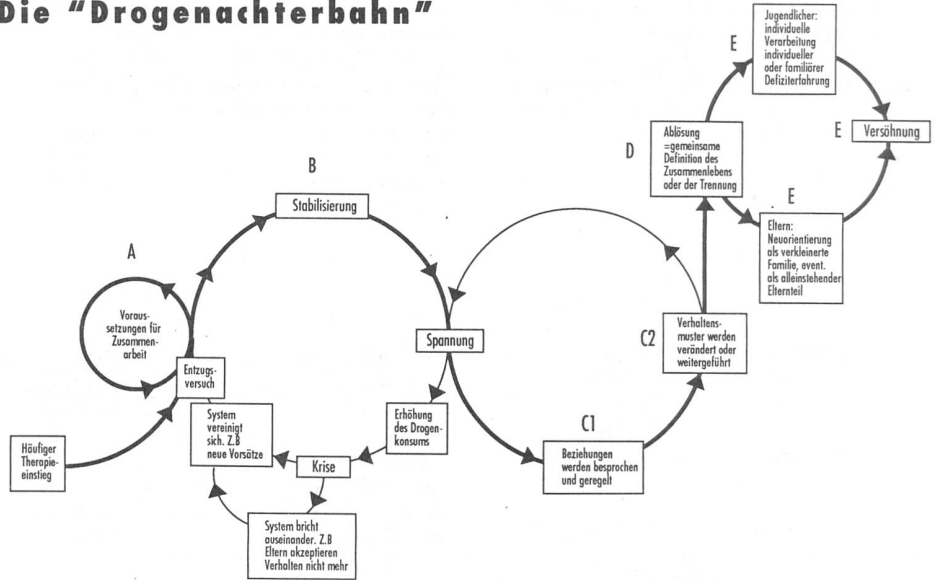 Die "Drogenachterbahn"
E
Jugendlicher:
individuelle
Verarbeitung
individueller
oder familiärer
Defiziterfahrung
E
Versöhnung
D
Ablösung
=gemeinsame
Definition des
Zusammenlebens
oder der Trennung
E
Eltern:
Neuorientierung
als verkleinerte
Familie, event.
als alleinstehender
Elternteil
B
Stabilisierung
A
Voraus-
setzungen für
Zusammen-
arbeit
Entzugs-
versuch
Häufiger
Therapie-
einstieg
System
vereinigt
sich. Z.B
neue Vorsätze
Krise
System bricht
auseinander. Z.B
Eltern akzeptieren
Verhalten nicht mehr
Erhöhung
des Drogen-
konsums
Spannung
C1
Beziehungen
werden besprochen
und geregelt
C2
Verhaltens-
muster werden
verändert oder
weitergeführt